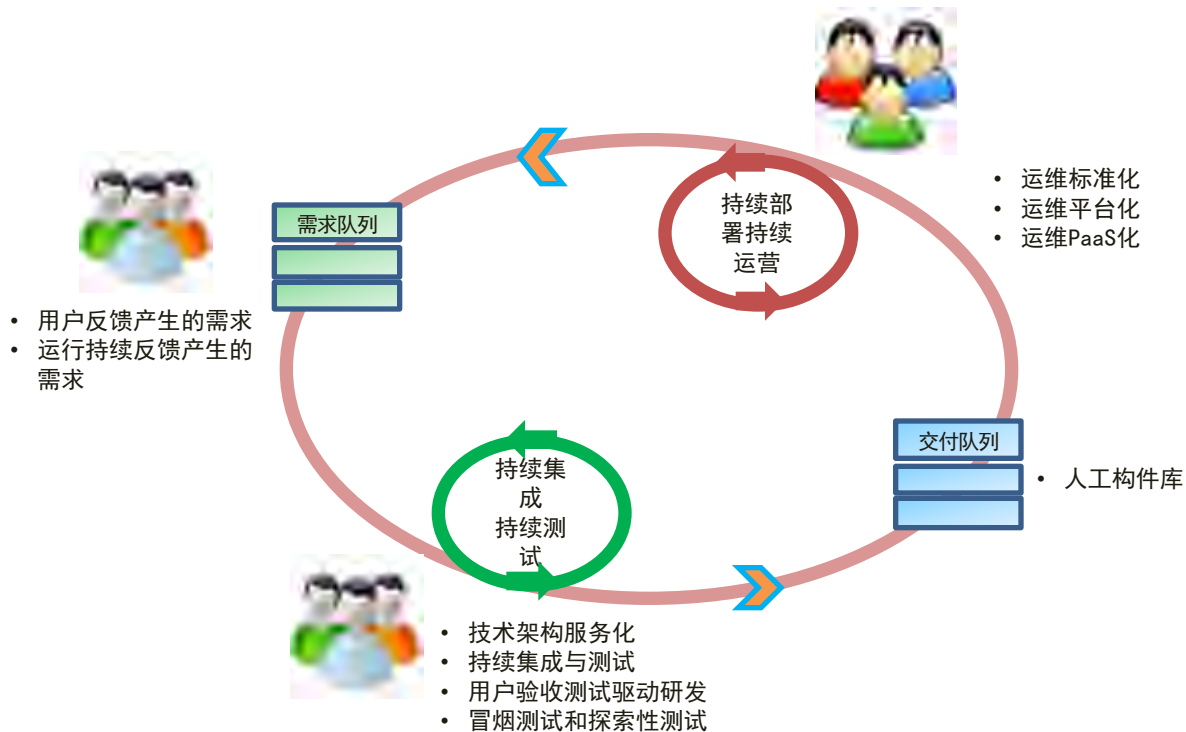 需求队列
• 用户反馈产生的需求
• 运行持续反馈产生的
需求
持续部
署持续
运营
• 运维标准化
• 运维平台化
• 运维PaaS化
交付队列
• 人工构件库
持续集
成
持续测
试
• 技术架构服务化
• 持续集成与测试
• 用户验收测试驱动研发
• 冒烟测试和探索性测试